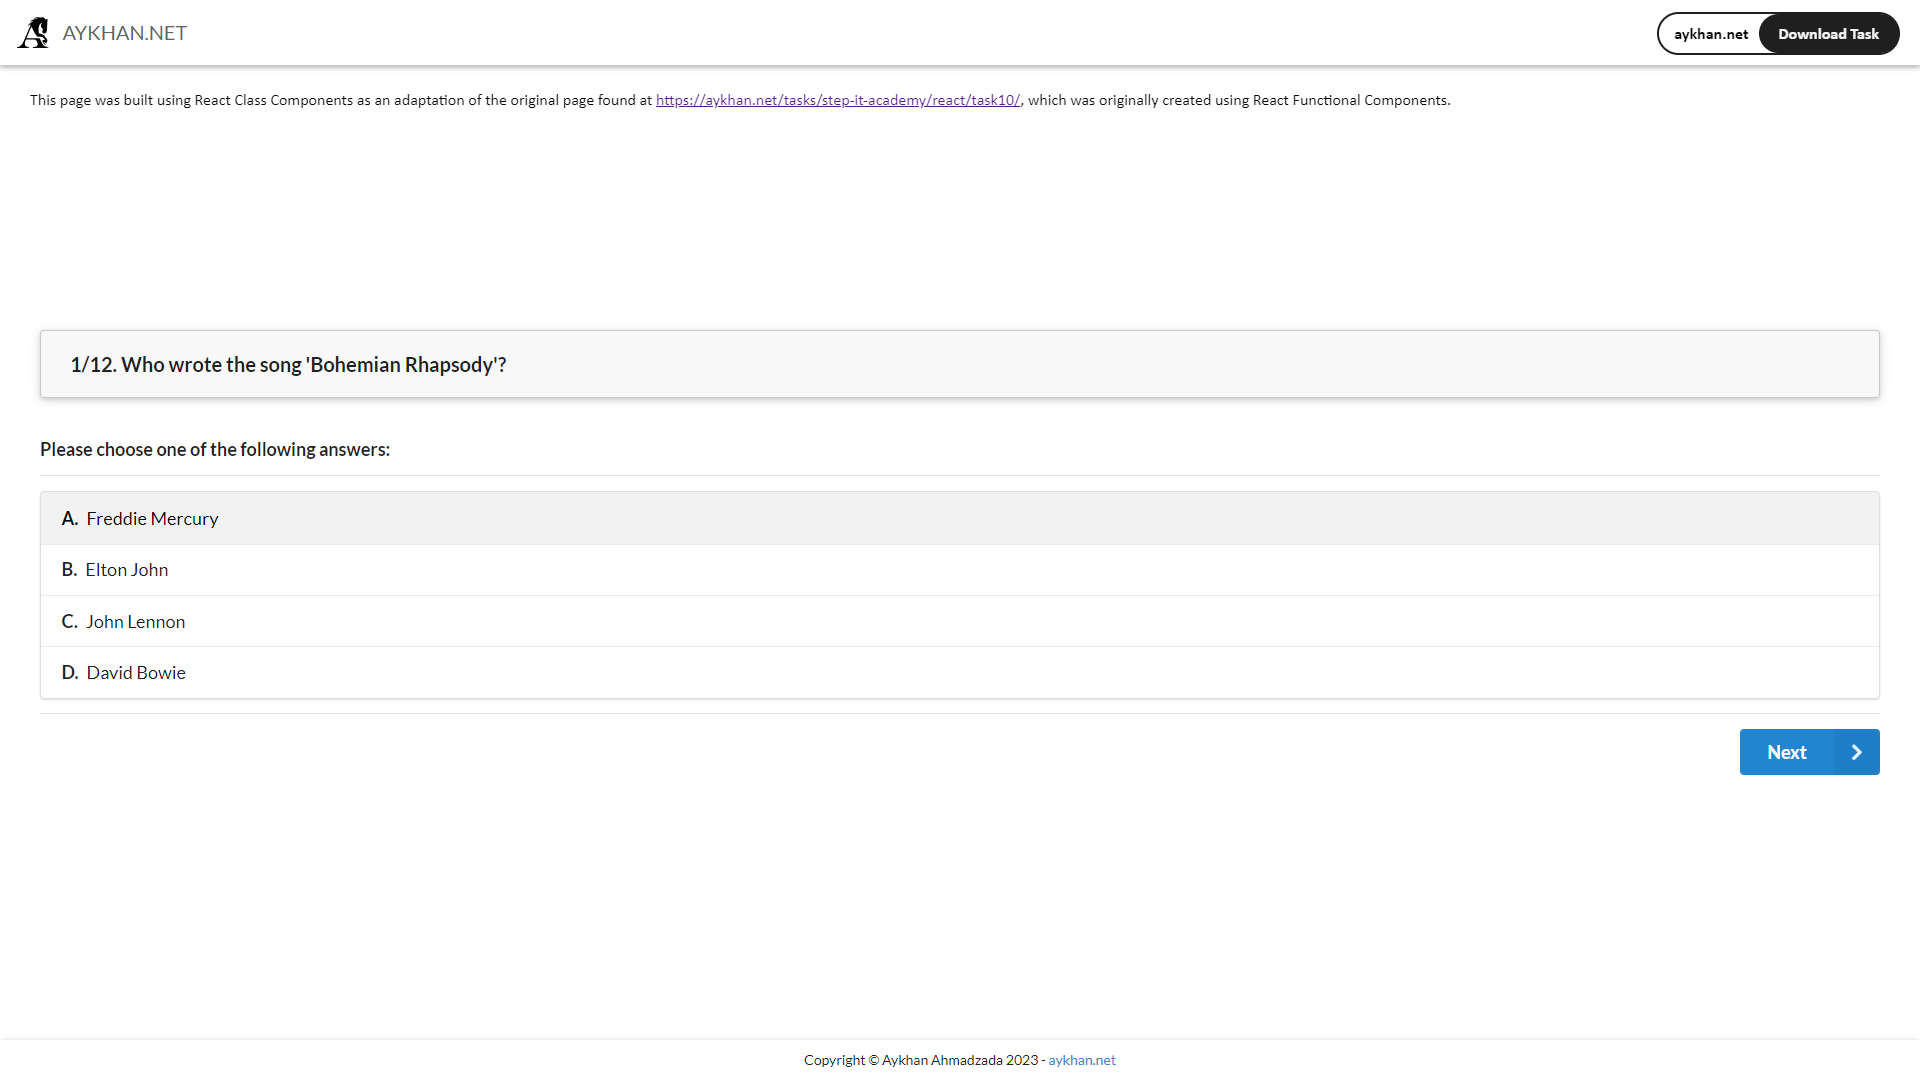 AYKHAN.NET
aykhan.net
Download Task
This page was built using React Class Components as an adaptation of the original page found at https://aykhan.net/tasks/step-it-academy/react/task10/, which was originally created using React Functional Components.
1/12. Who wrote the song 'Bohemian Rhapsody'?
Please choose one of the following answers:
A. Freddie Mercury
B. Elton John
C. John Lennon
D. David Bowie
Next
Copyright © Aykhan Ahmadzada 2023 - aykhan.net